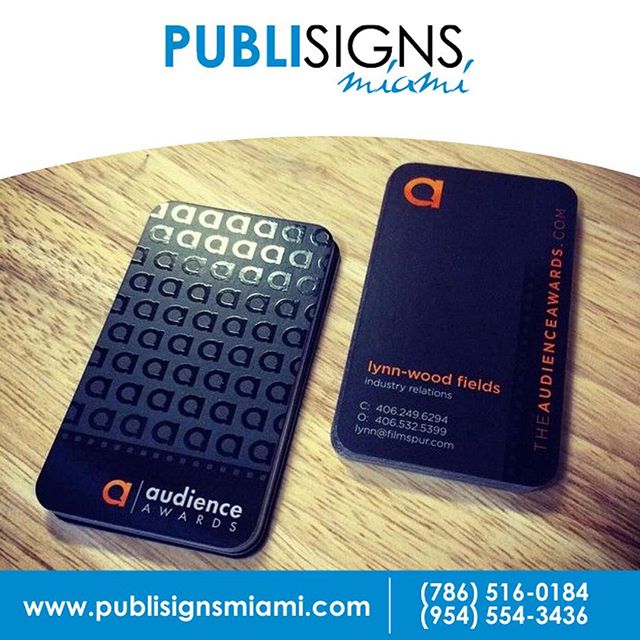 PUBLISIGNS
miami
a
audience
AWARDS
a
THEAUDIENCEAWARDS.COM
lynn-wood fields
industry relations
C: 406.249.6294
O: 406.532.5399
lynn@filmspur.com
www.publisignsmiami.com
(786) 516-0184
(954) 554-3436